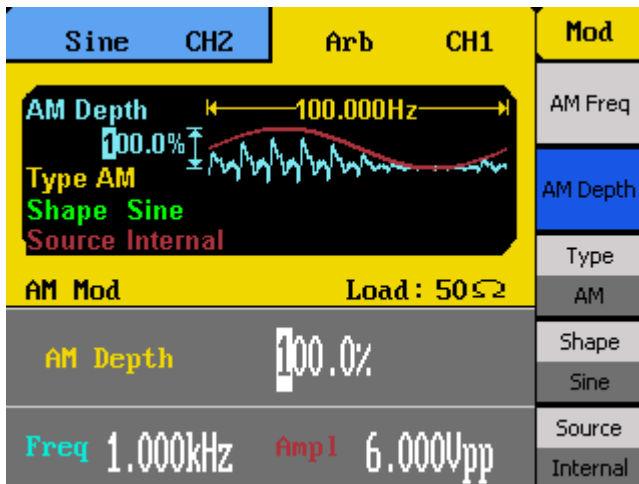 Sine CH2 Arb CH1 Mod
AM Depth 100.000Hz
100.0%
Type AM
Shape Sine
Source Internal
AM Mod Load: 50Ω
AM Depth 100.0%
Freq 1.000kHz Ampl 6.000Vpp
AM Freq
AM Depth
Type
AM
Shape
Sine
Source
Internal